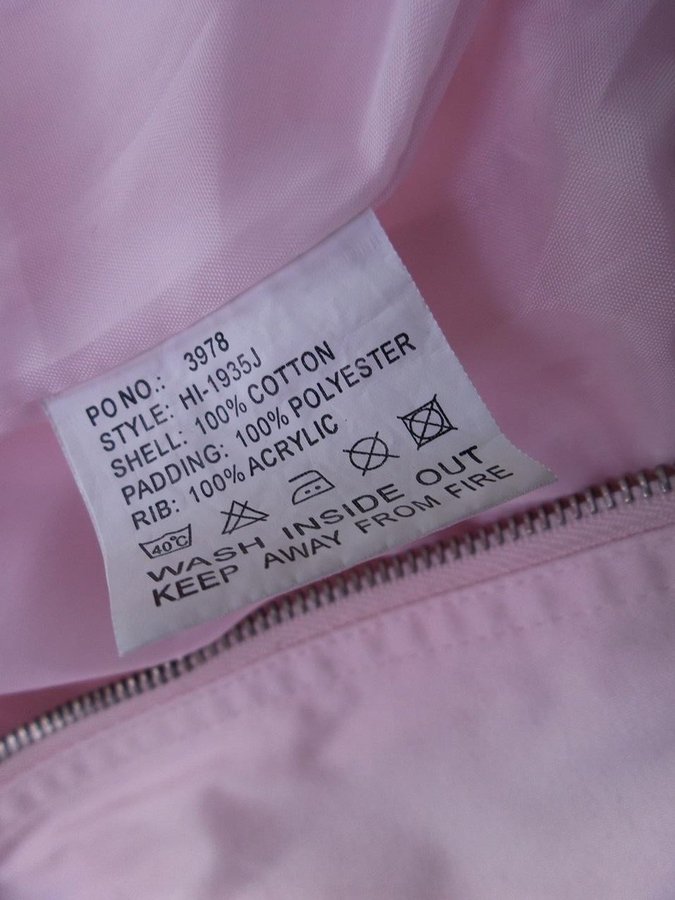 PO NO.: 3978
STYLE: HI-1935J
SHELL: 100% COTTON
PADDING: 100% POLYESTER
RIB: 100% ACRYLIC
40°C
WASH INSIDE OUT
KEEP AWAY FROM FIRE